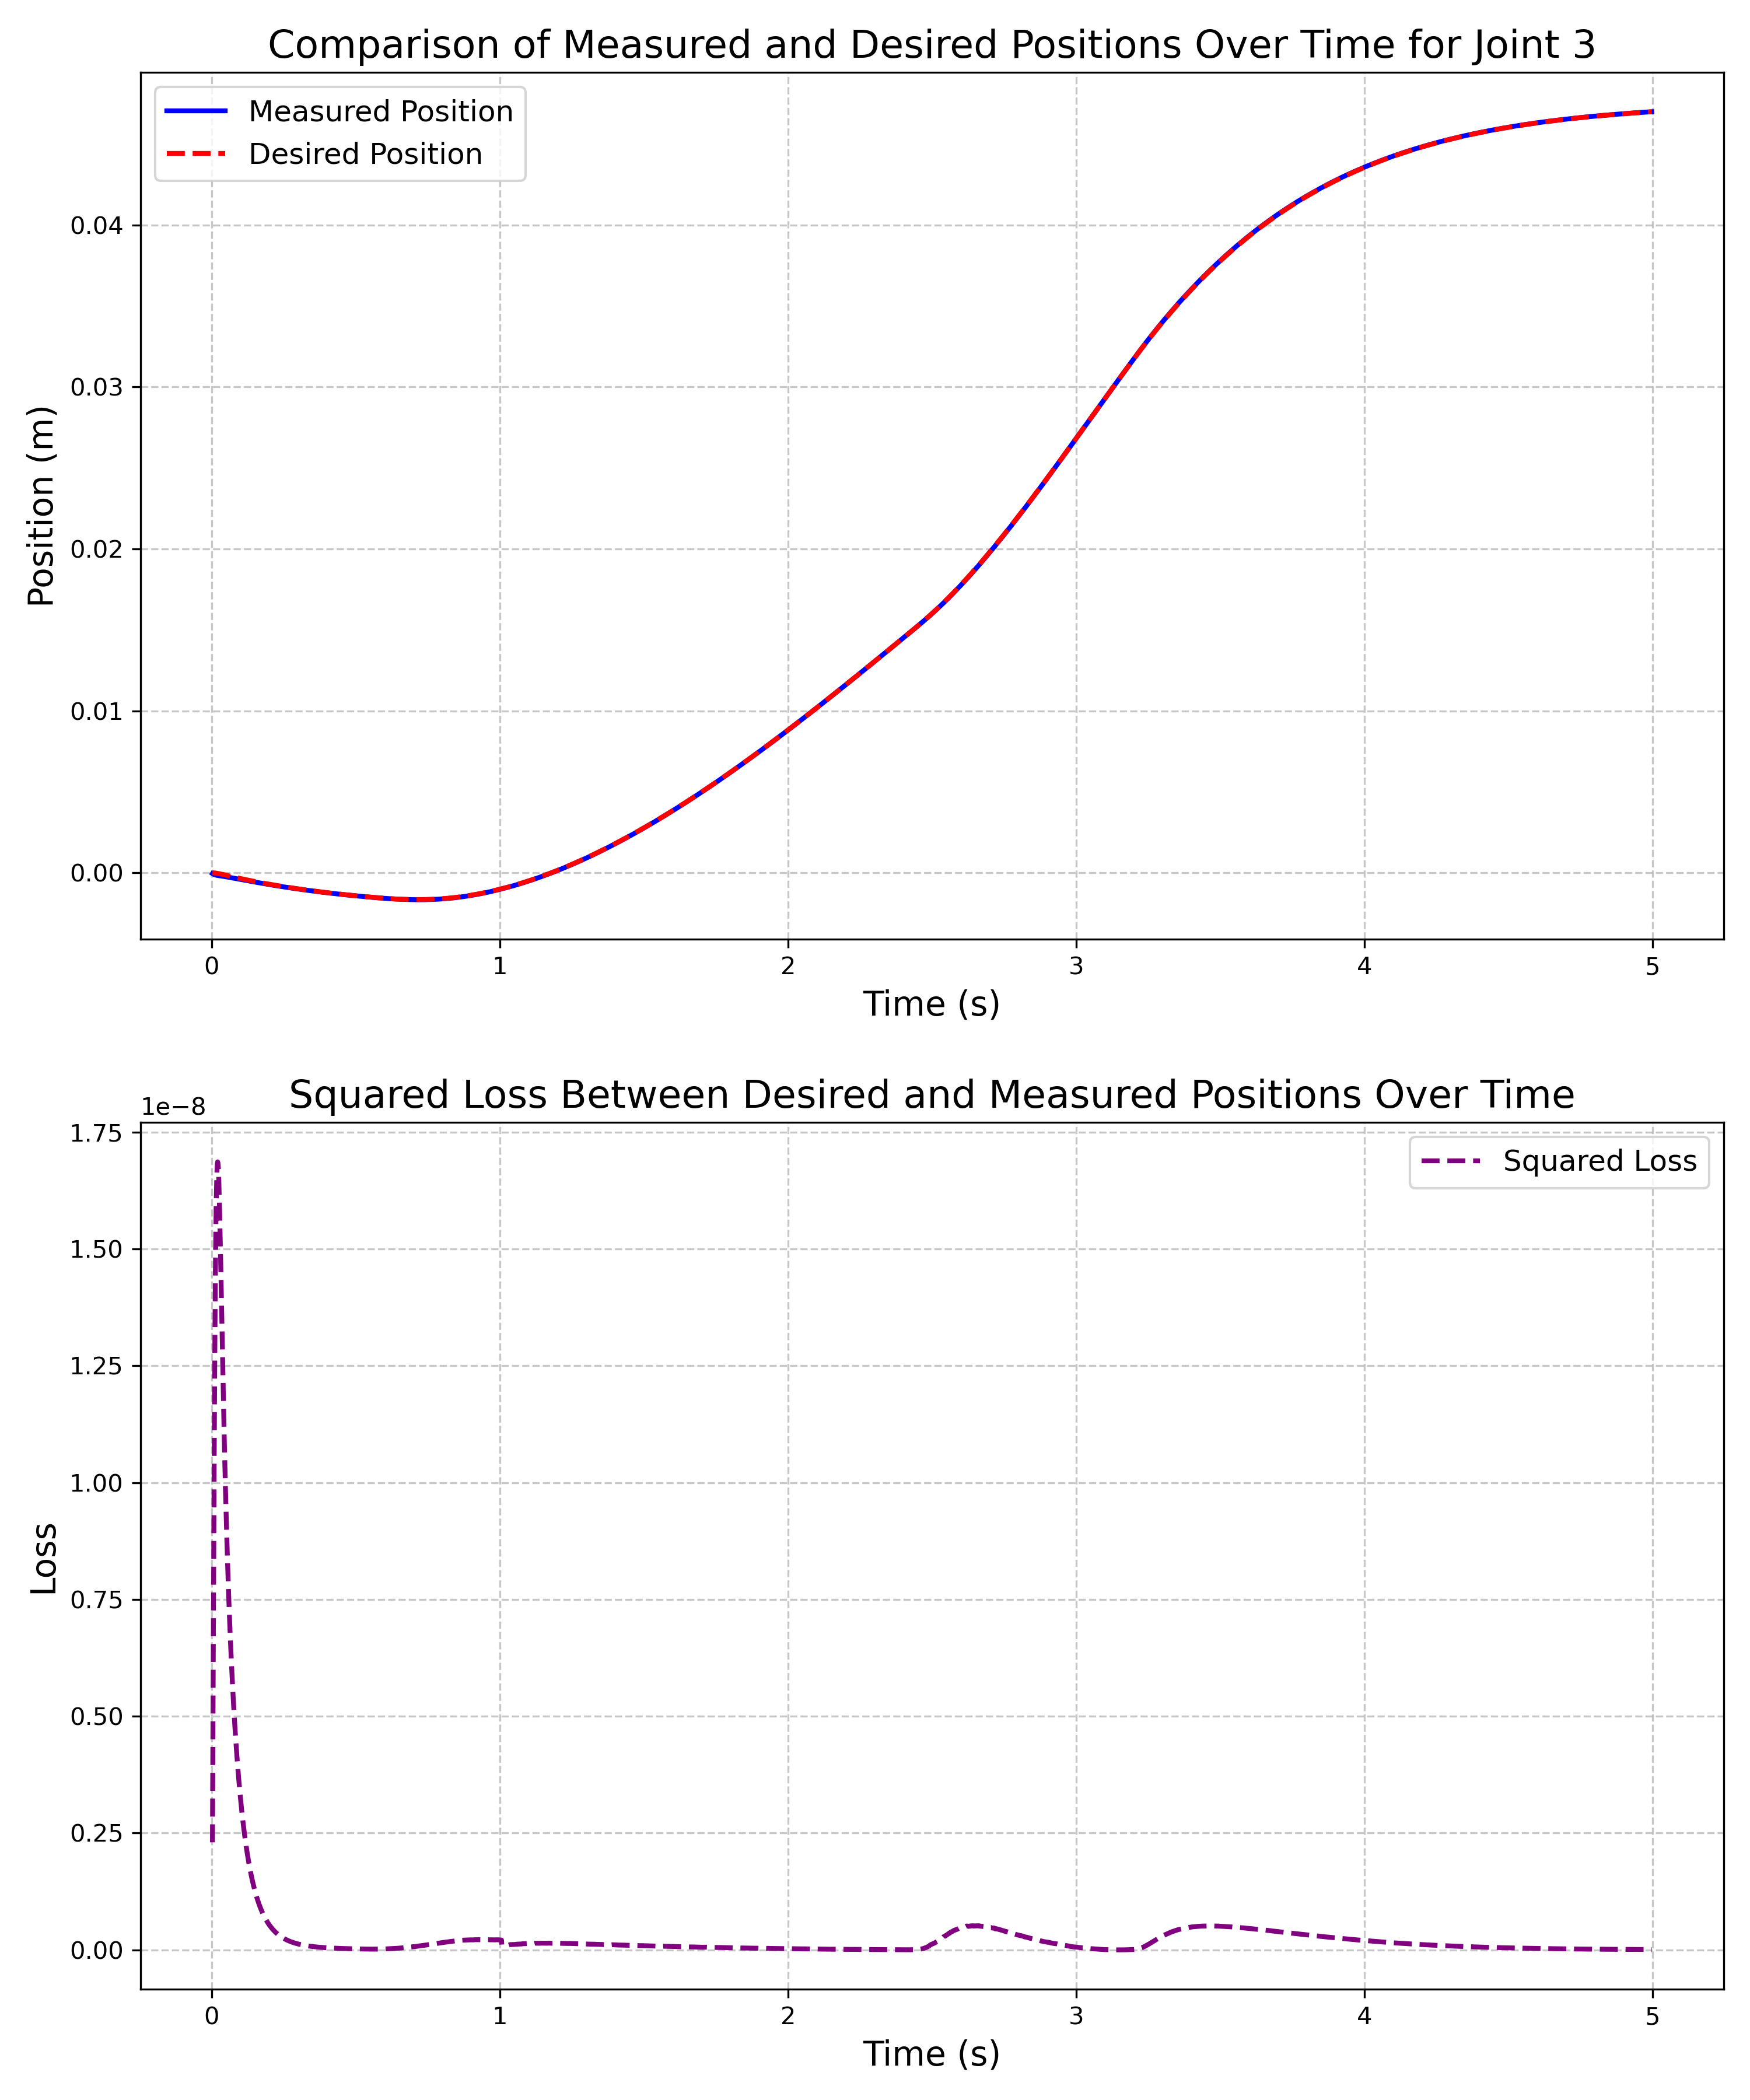 Comparison of Measured and Desired Positions Over Time for Joint 3
Measured Position
Desired Position
Position (m)
0.04
0.03
0.02
0.01
0.00
0 1 2 3 4 5
Time (s)
Squared Loss Between Desired and Measured Positions Over Time
1e−8
Squared Loss
Loss
1.75
1.50
1.25
1.00
0.75
0.50
0.25
0.00
0 1 2 3 4 5
Time (s)